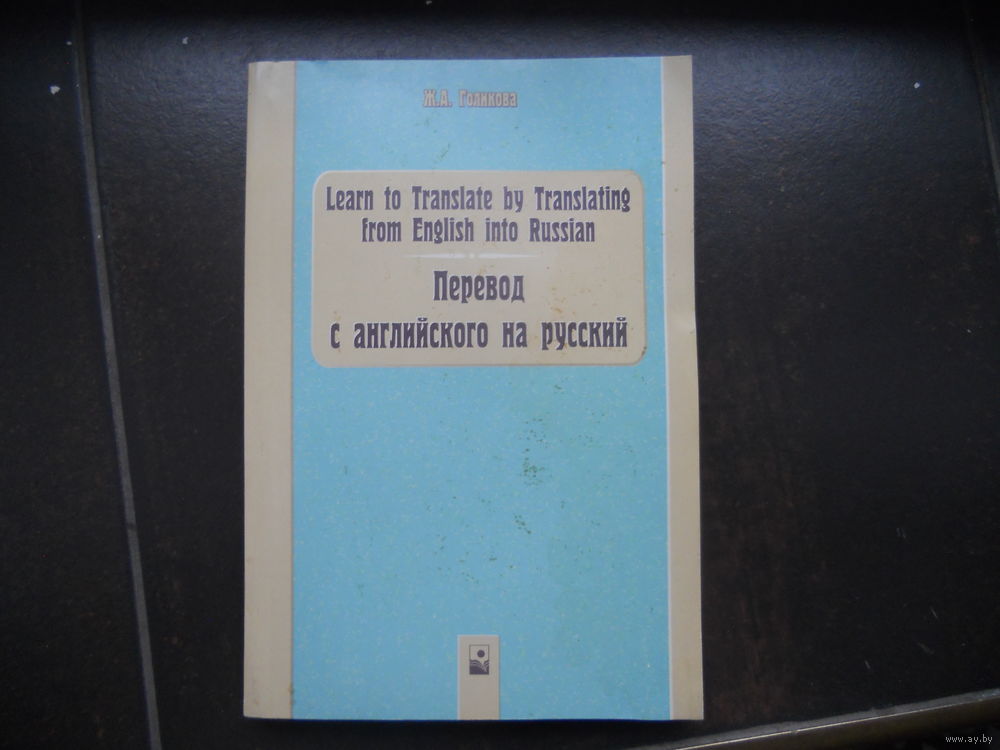 Ж.А. Голикова
Learn to Translate by Translating
from English into Russian
Перевод
с английского на русский
www.ay.by